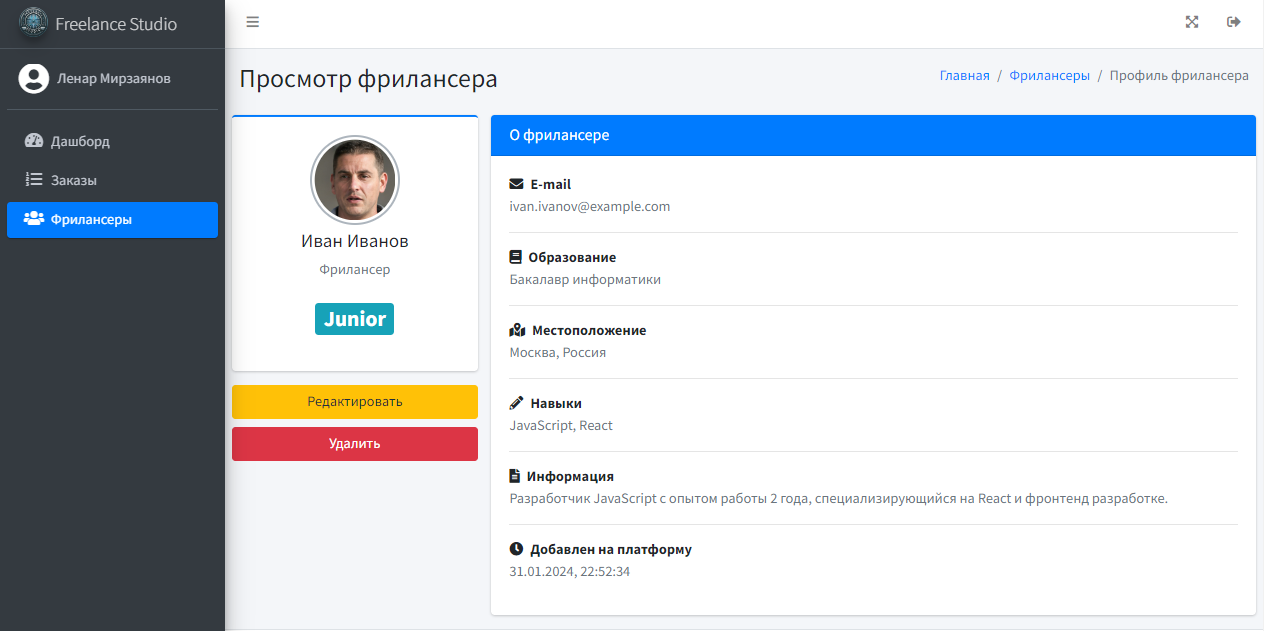 Freelance Studio
Ленар Мирзаянов
Дашборд
Заказы
Фрилансеры
Просмотр фрилансера
Главная / Фрилансеры / Профиль фрилансера
Иван Иванов
Фрилансер
Junior
Редактировать
Удалить
О фрилансере
E-mail
ivan.ivanov@example.com
Образование
Бакалавр информатики
Местоположение
Москва, Россия
Навыки
JavaScript, React
Информация
Разработчик JavaScript с опытом работы 2 года, специализирующийся на React и фронтенд разработке.
Добавлен на платформу
31.01.2024, 22:52:34